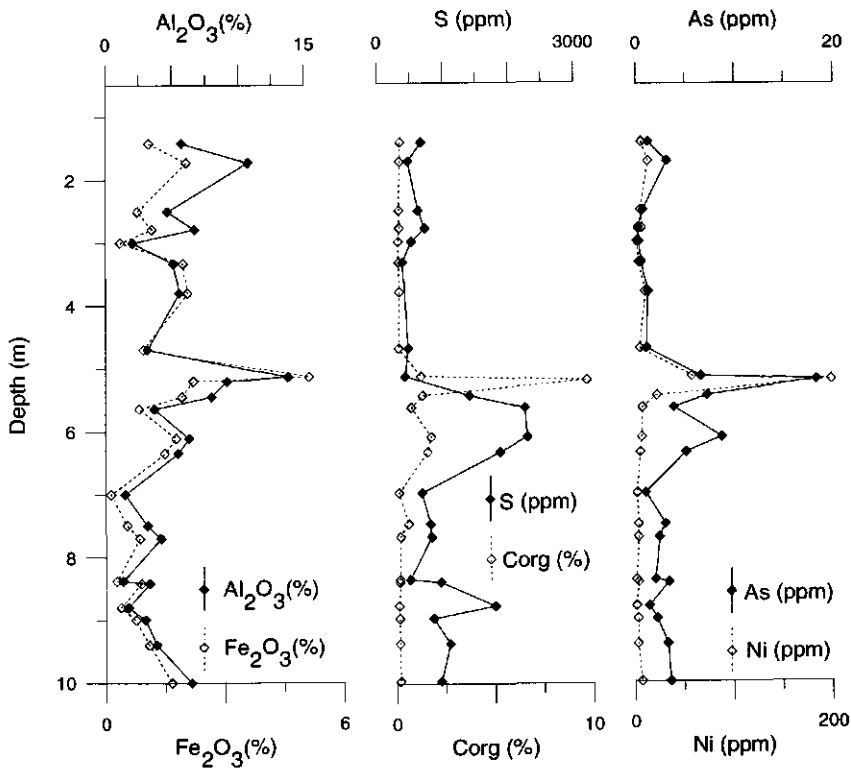 0 15 0 3000 0 20
Al2O3(%) S (ppm) As (ppm)
2
4
6
8
10
Depth (m)
S (ppm)
Corg (%)
Al2O3(%)
Fe2O3(%)
As (ppm)
Ni (ppm)
0 6 0 10 0 200
Fe2O3(%) Corg (%) Ni (ppm)